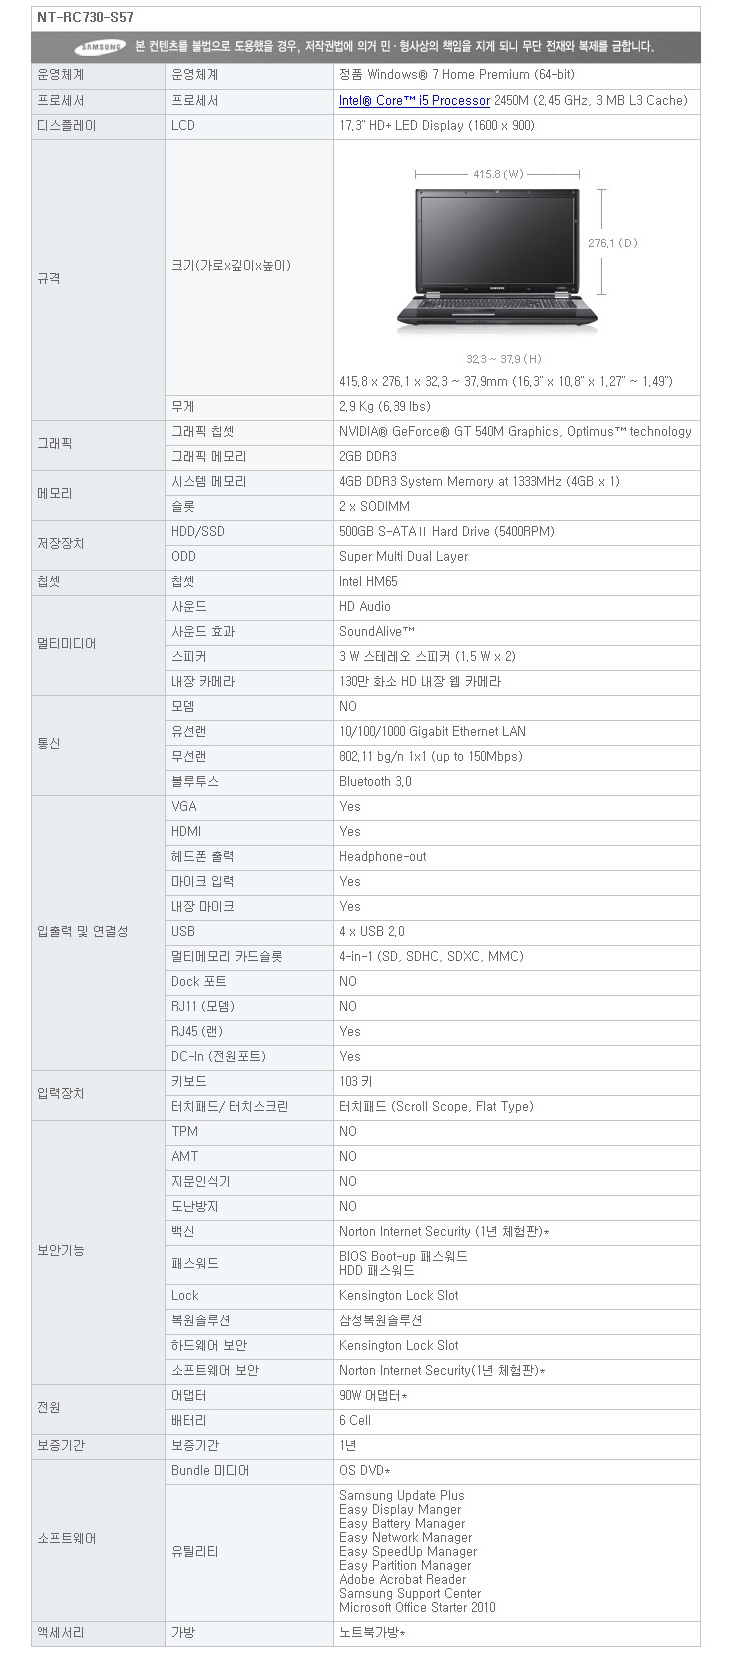 NT-RC730-S57
SAMSUNG 본 컨텐츠를 불법으로 도용했을 경우, 저작권법에 의거 민·형사상의 책임을 지게 되니 무단 전재와 복제를 금합니다.
운영체계 운영체계 정품 Windows® 7 Home Premium (64-bit)
프로세서 프로세서 Intel® Core™ i5 Processor 2450M (2.45 GHz, 3 MB L3 Cache)
디스플레이 LCD 17.3" HD+ LED Display (1600 x 900)
415.8 (W)
276.1 (D)
규격 크기(가로x깊이x높이)
SAMSUNG
32.3 ~ 37.9 (H)
415.8 x 276.1 x 32.3 ~ 37.9mm (16.3" x 10.8" x 1.27" ~ 1.49")
무게 2.9 Kg (6.39 lbs)
그래픽 그래픽 칩셋 NVIDIA® GeForce® GT 540M Graphics, Optimus™ technology
그래픽 메모리 2GB DDR3
메모리 시스템 메모리 4GB DDR3 System Memory at 1333MHz (4GB x 1)
슬롯 2 x SODIMM
저장장치 HDD/SSD 500GB S-ATAⅡ Hard Drive (5400RPM)
ODD Super Multi Dual Layer
칩셋 칩셋 Intel HM65
멀티미디어 사운드 HD Audio
사운드 효과 SoundAlive™
스피커 3 W 스테레오 스피커 (1.5 W x 2)
내장 카메라 130만 화소 HD 내장 웹 카메라
통신 모뎀 NO
유선랜 10/100/1000 Gigabit Ethernet LAN
무선랜 802.11 bg/n 1x1 (up to 150Mbps)
블루투스 Bluetooth 3.0
입출력 및 연결성 VGA Yes
HDMI Yes
헤드폰 출력 Headphone-out
마이크 입력 Yes
내장 마이크 Yes
USB 4 x USB 2.0
멀티메모리 카드슬롯 4-in-1 (SD, SDHC, SDXC, MMC)
Dock 포트 NO
RJ11 (모뎀) NO
RJ45 (랜) Yes
DC-In (전원포트) Yes
입력장치 키보드 103 키
터치패드/ 터치스크린 터치패드 (Scroll Scope, Flat Type)
보안기능 TPM NO
AMT NO
지문인식기 NO
도난방지 NO
백신 Norton Internet Security (1년 체험판)*
패스워드 BIOS Boot-up 패스워드
HDD 패스워드
Lock Kensington Lock Slot
복원솔루션 삼성복원솔루션
하드웨어 보안 Kensington Lock Slot
소프트웨어 보안 Norton Internet Security(1년 체험판)*
전원 어댑터 90W 어댑터*
배터리 6 Cell
보증기간 보증기간 1년
소프트웨어 Bundle 미디어 OS DVD*
유틸리티 Samsung Update Plus
Easy Display Manger
Easy Battery Manager
Easy Network Manager
Easy SpeedUp Manager
Easy Partition Manager
Adobe Acrobat Reader
Samsung Support Center
Microsoft Office Starter 2010
액세서리 가방 노트북가방*